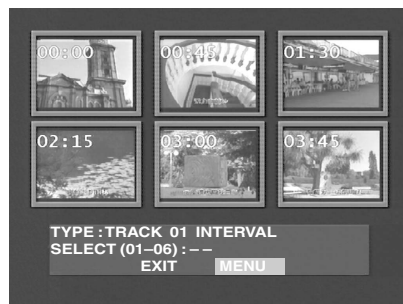 00:00 00:45 01:30
02:15 03:00 03:45
TYPE : TRACK 01 INTERVAL
SELECT (01–06) : – –
EXIT MENU